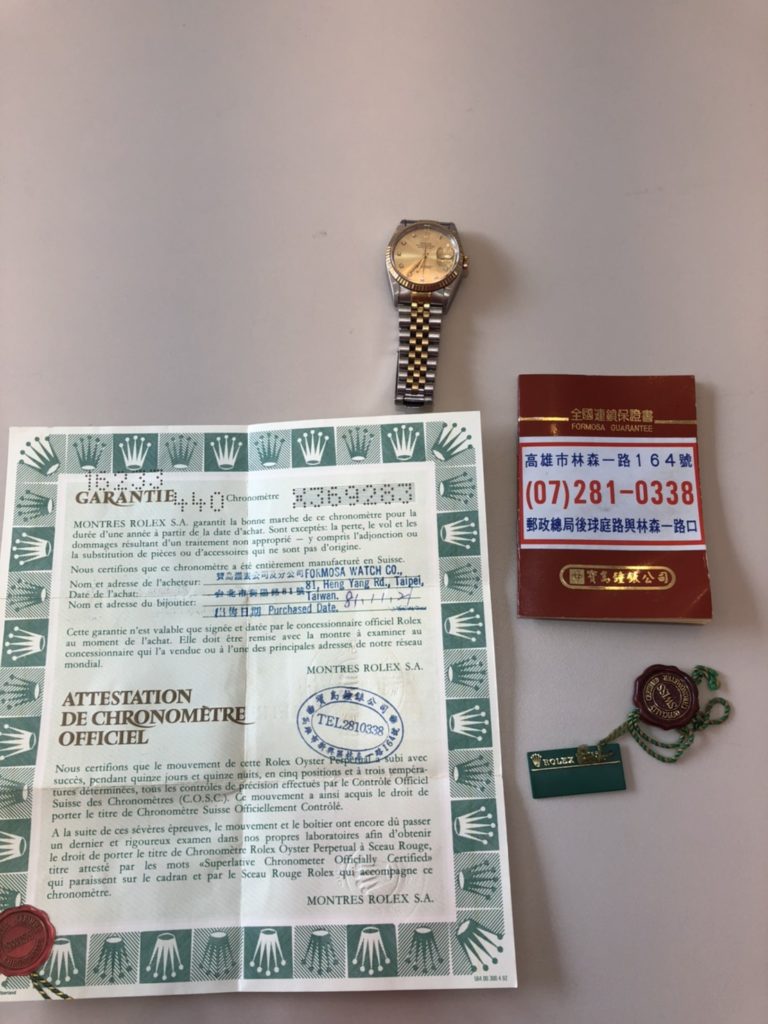 16233
GARANTIE 440 Chronomètre X369283
MONTRES ROLEX S.A. garantit la bonne marche de ce chronomètre pour la
durée d'une année à partir de la date d'achat. Sont exceptés: la perte, le vol et les
dommages résultant d'un traitement non approprié – y compris l'adjonction ou
la substitution de pièces ou d'accessoires qui ne sont pas d'origine.
Nous certifions que ce chronomètre a été entièrement manufacturé en Suisse.
Nom et adresse de l'acheteur:
Date de l'achat:
Nom et adresse du bijoutier:
FORMOSA WATCH CO.,
81, Heng Yang Rd., Taipei,
Taiwan.
Purchased Date.
Cette garantie n'est valable que signée et datée par le concessionnaire officiel Rolex
au moment de l'achat. Elle doit être remise avec la montre à examiner au
concessionnaire qui l'a vendue ou à l'une des principales adresses de notre réseau
mondial.
MONTRES ROLEX S.A.
ATTESTATION
DE CHRONOMÈTRE
OFFICIEL
TEL2810338
Nous certifions que le mouvement de cette Rolex Oyster Perpetual a subi avec
succès, pendant quinze jours et quinze nuits, en cinq positions et à trois tempéra-
tures déterminées, tous les contrôles de précision effectués par le Contrôle Officiel
Suisse des Chronomètres (C.O.S.C.). Ce mouvement a ainsi acquis le droit de
porter le titre de Chronomètre Suisse Officiellement Contrôlé.
A la suite de ces sévères épreuves, le mouvement et le boîtier ont encore dû passer
un dernier et rigoureux examen dans nos propres laboratoires afin d'obtenir
le droit de porter le titre de Chronomètre Rolex Oyster Perpetual à Sceau Rouge,
titre attesté par les mots «Superlative Chronometer Officially Certified»
qui paraissent sur le cadran et par le Sceau Rouge Rolex qui accompagne ce
chronomètre.
MONTRES ROLEX S.A.
564.00.300.4.92
全國連鎖保證書
FORMOSA GUARANTEE
高雄市林森一路164號
(07)281-0338
郵政總局後球庭路與林森一路口
寶島鐘錶公司
ROLEX